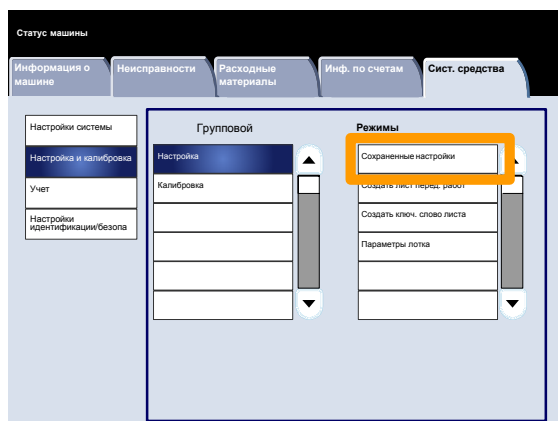 Статус машины
Информация о
машине
Неисправности
Расходные
материалы
Инф. по счетам
Сист. средства
Настройки системы
Настройка и калибровка
Учет
Настройки
идентификации/безопа
Групповой
Настройка
Калибровка
Режимы
Сохраненные настройки
Создать лист перед. работ
Создать ключ. слово листа
Параметры лотка